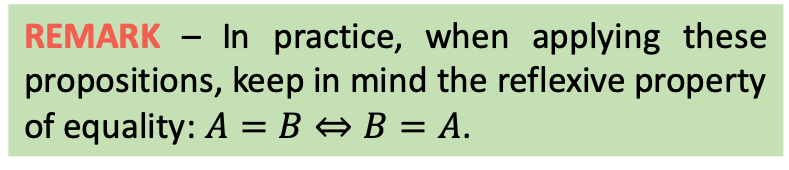 REMARK – In practice, when applying these
propositions, keep in mind the reflexive property
of equality: A = B ⇔ B = A.